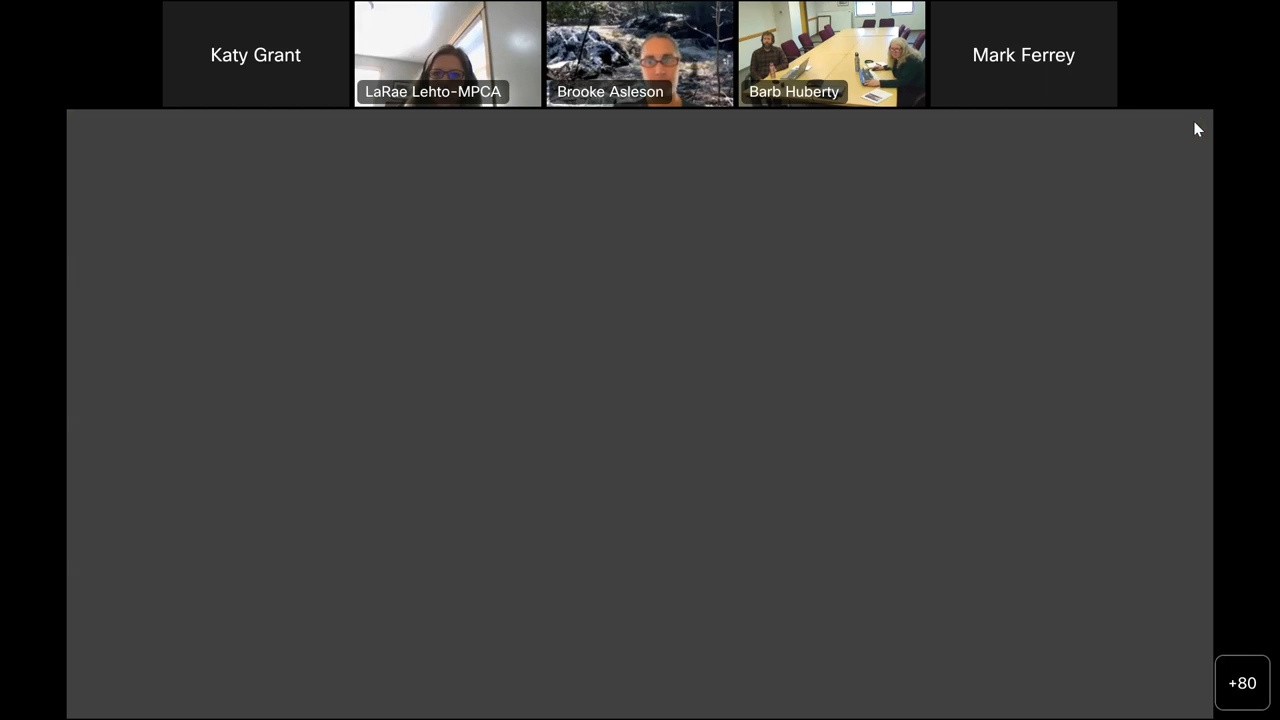 Katy Grant
LaRae Lehto-MPCA
Brooke Asleson
Barb Huberty
Mark Ferrey
+80